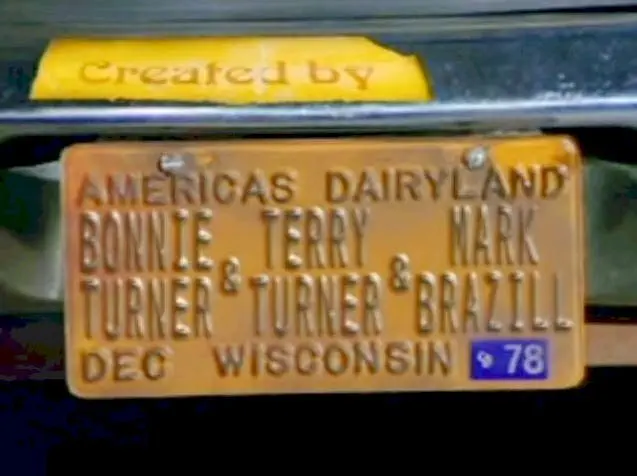 Created by
AMERICAS DAIRYLAND
BONNIE TERRY MARK
& &
TURNER TURNER BRAZILL
DEC WISCONSIN 78